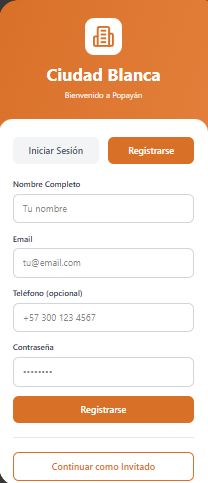 Ciudad Blanca
Bienvenido a Popayán
Iniciar Sesión
Registrarse
Nombre Completo
Tu nombre
Email
tu@email.com
Teléfono (opcional)
+57 300 123 4567
Contraseña
••••••••
Registrarse
Continuar como Invitado